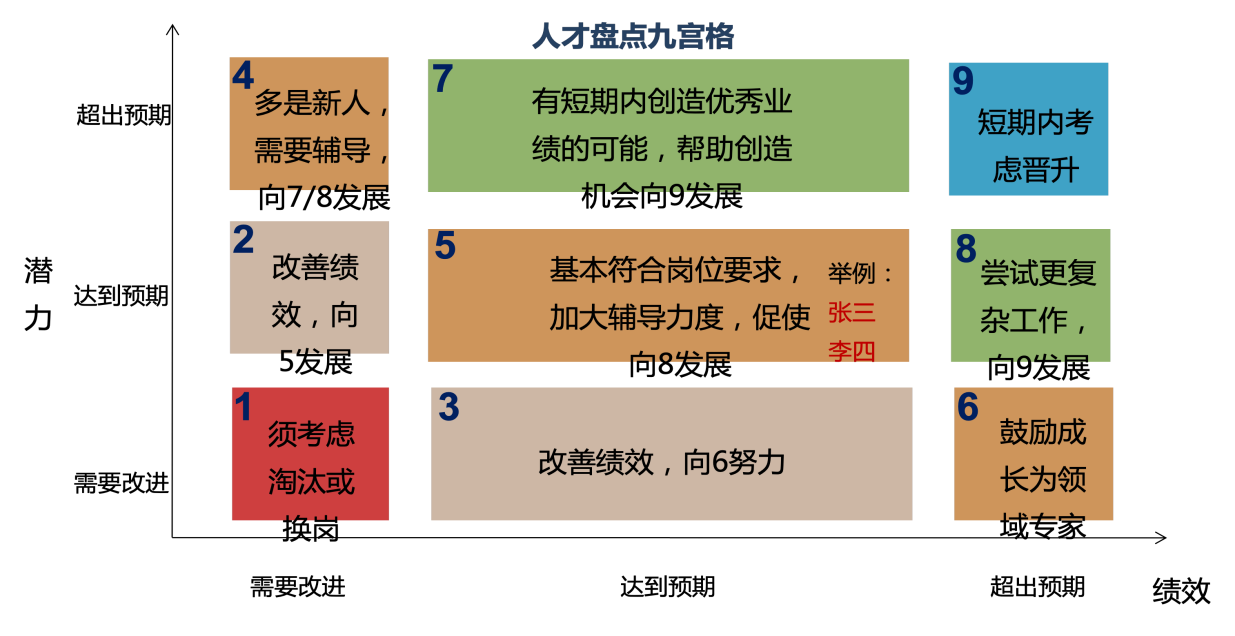 人才盘点九宫格
超出预期
4
多是新人，
需要辅导，
向7/8发展
7
有短期内创造优秀业
绩的可能，帮助创造
机会向9发展
9
短期内考
虑晋升
潜
力
达到预期
2
改善绩
效，向
5发展
5
基本符合岗位要求，
加大辅导力度，促使
向8发展
举例：
张三
李四
8
尝试更复
杂工作，
向9发展
需要改进
1
须考虑
淘汰或
换岗
3
改善绩效，向6努力
6
鼓励成
长为领
域专家
需要改进
达到预期
超出预期
绩效